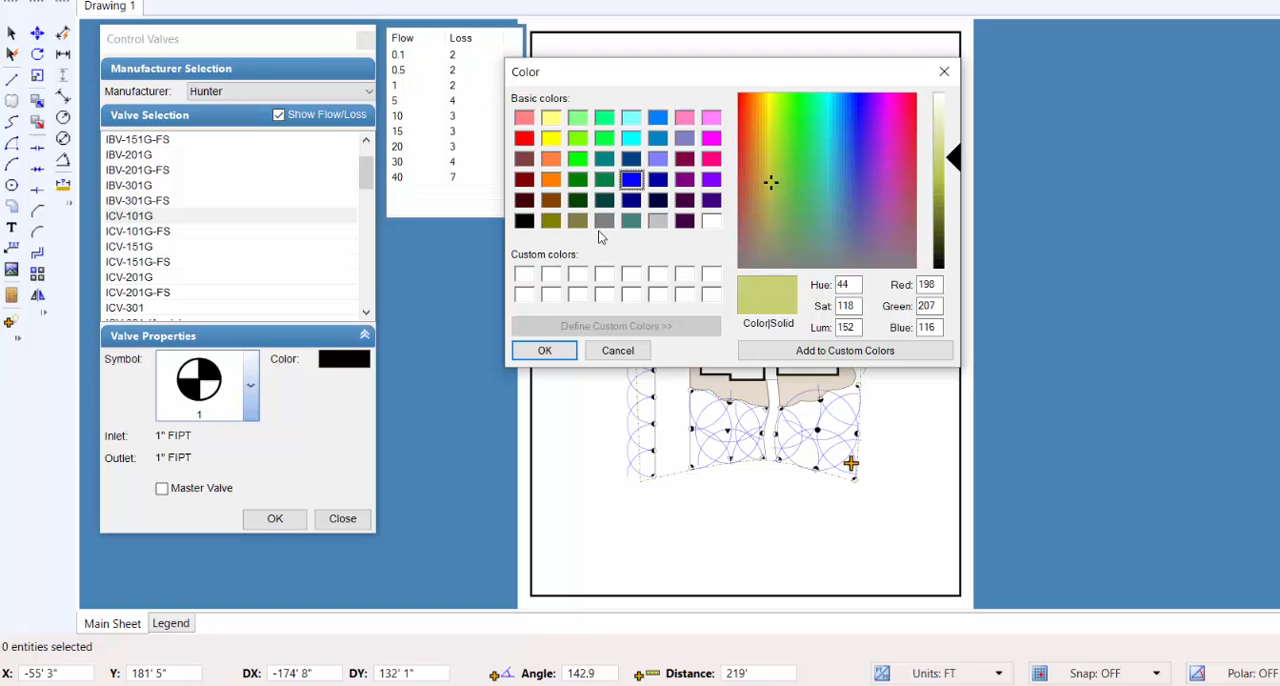 Drawing 1
Control Valves
Manufacturer Selection
Manufacturer: Hunter
Valve Selection Show Flow/Loss
IBV-151G-FS
IBV-201G
IBV-201G-FS
IBV-301G
IBV-301G-FS
ICV-101G
ICV-101G-FS
ICV-151G
ICV-151G-FS
ICV-201G
ICV-201G-FS
ICV-301
Valve Properties
Symbol: Color:
1
Inlet: 1" FIPT
Outlet: 1" FIPT
Master Valve
OK Close
Flow Loss
0.1 2
0.5 2
1 2
5 4
10 3
15 3
20 3
30 4
40 7
Color
Basic colors:
Custom colors:
Define Custom Colors >>
OK Cancel
Hue: 44 Red: 198
Sat: 118 Green: 207
Color|Solid Lum: 152 Blue: 116
Add to Custom Colors
Main Sheet Legend
0 entities selected
X: -55' 3" Y: 181' 5" DX: -174' 8" DY: 132' 1" Angle: 142.9 Distance: 219' Units: FT Snap: OFF Polar: OFF